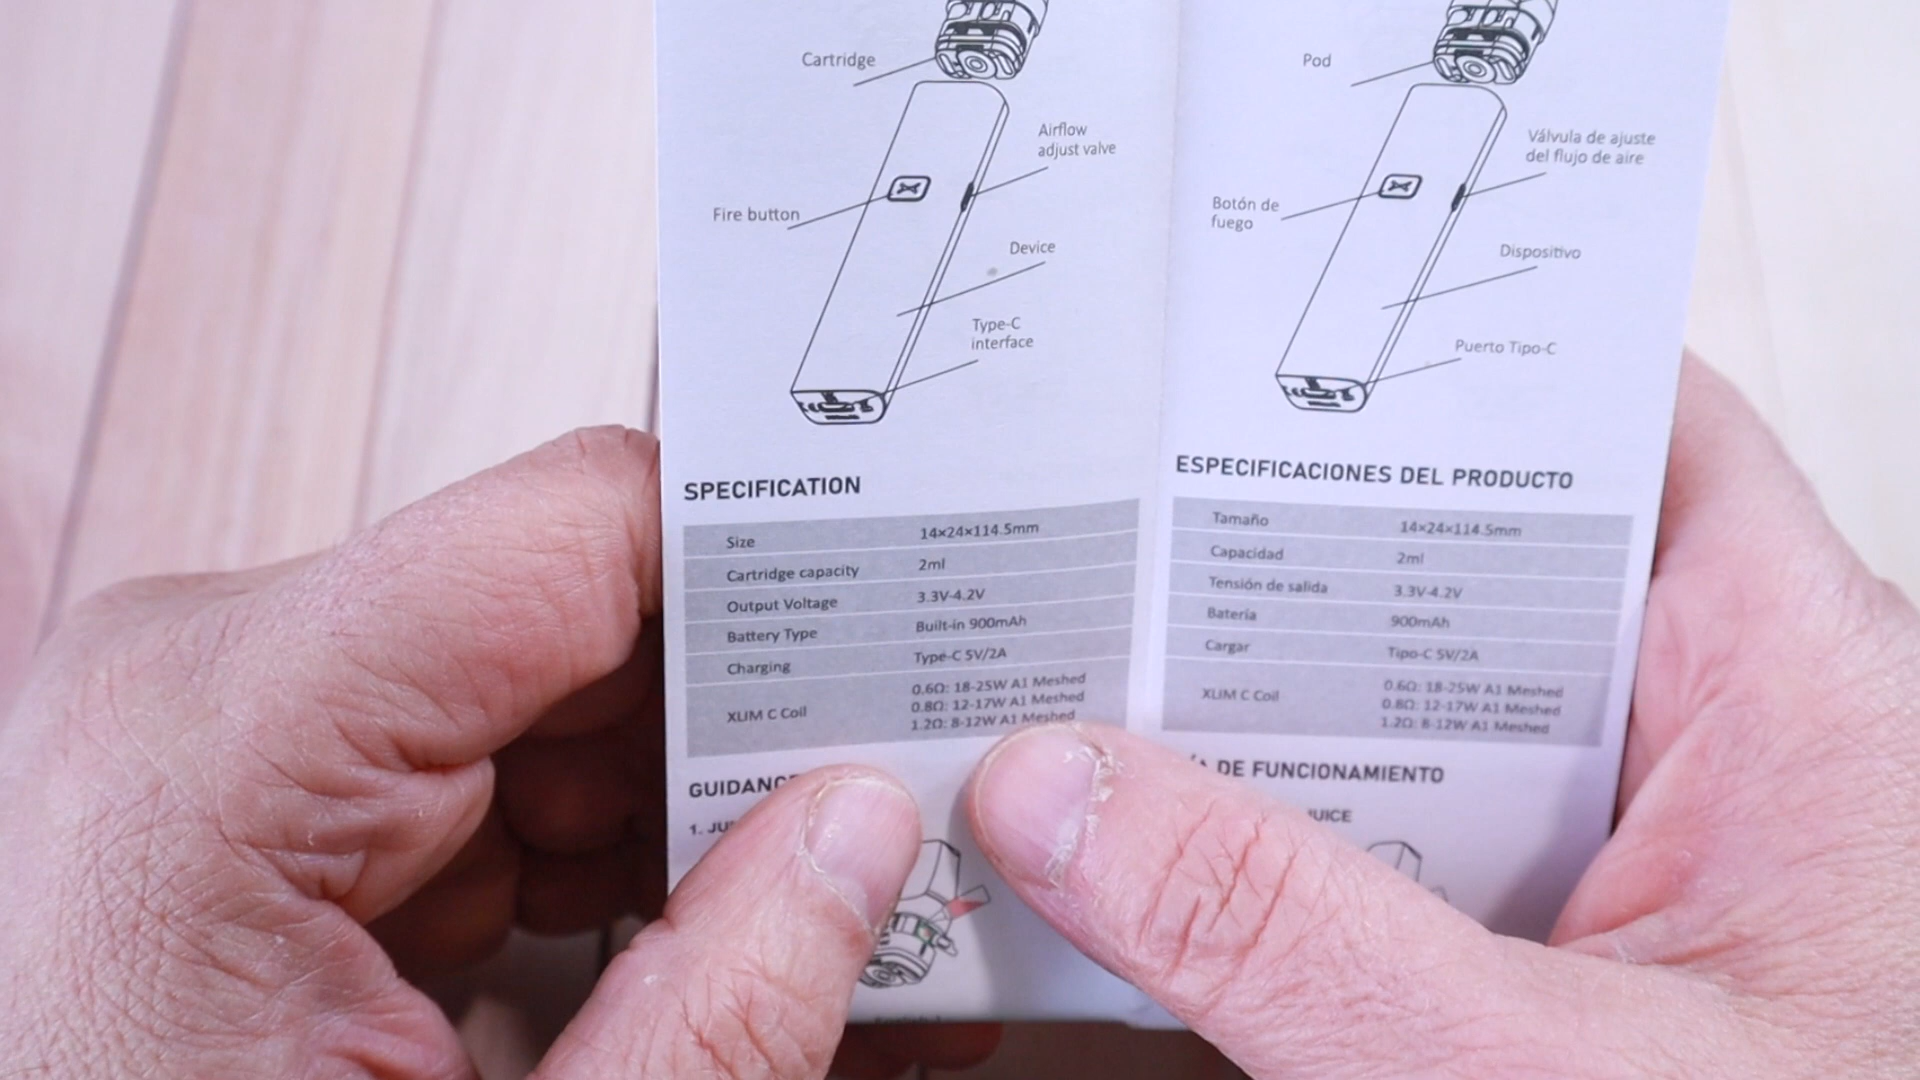 Cartridge
Airflow
adjust valve
Fire button
Device
Type-C
interface
SPECIFICATION
Size 14×24×114.5mm
Cartridge capacity 2ml
Output Voltage 3.3V-4.2V
Battery Type Built-in 900mAh
Charging Type-C 5V/2A
XLIM C Coil 0.6Ω: 18-25W A1 Meshed
0.8Ω: 12-17W A1 Meshed
1.2Ω: 8-12W A1 Meshed
1.
Pod
Válvula de ajuste
del flujo de aire
Botón de
fuego
Dispositivo
Puerto Tipo-C
ESPECIFICACIONES DEL PRODUCTO
Tamaño 14×24×114.5mm
Capacidad 2ml
Tensión de salida 3.3V-4.2V
Batería 900mAh
Cargar Tipo-C 5V/2A
XLIM C Coil 0.6Ω: 18-25W A1 Meshed
0.8Ω: 12-17W A1 Meshed
1.2Ω: 8-12W A1 Meshed
DE FUNCIONAMIENTO